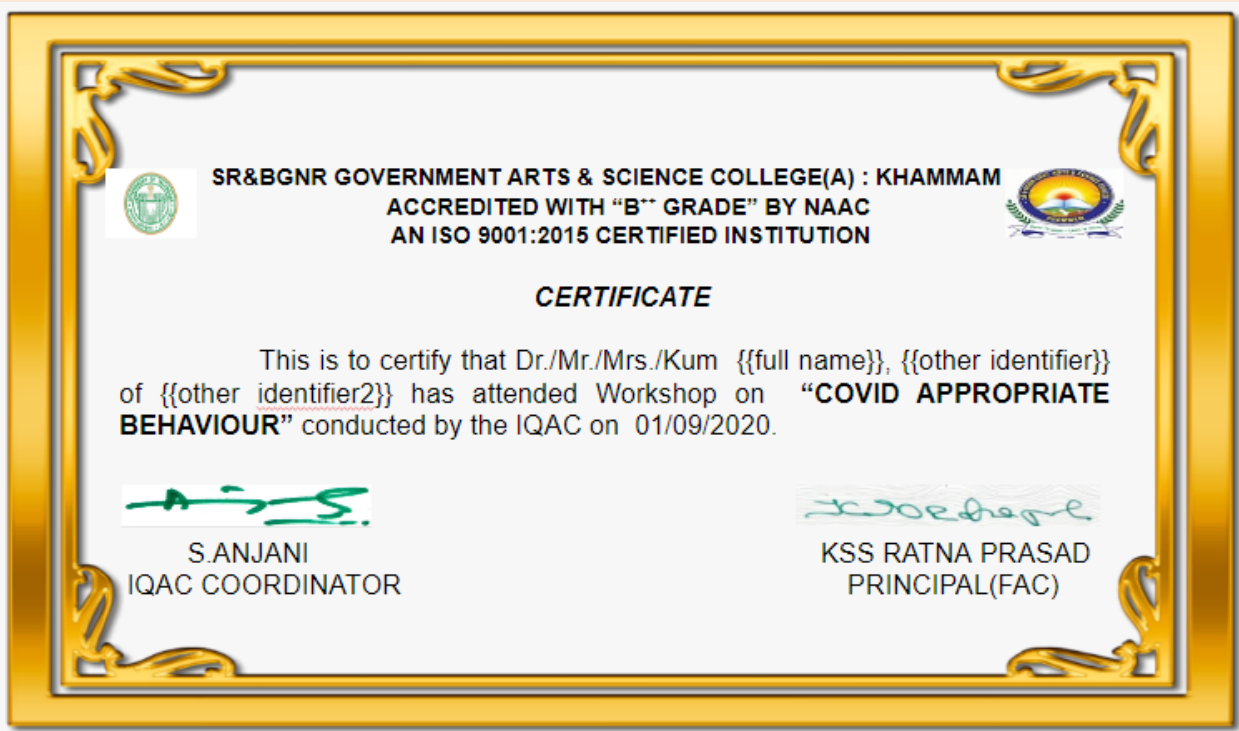 SR&BGNR GOVERNMENT ARTS & SCIENCE COLLEGE(A) : KHAMMAM
ACCREDITED WITH “B⁺⁺ GRADE” BY NAAC
AN ISO 9001:2015 CERTIFIED INSTITUTION
CERTIFICATE
This is to certify that Dr./Mr./Mrs./Kum {{full name}}, {{other identifier}}
of {{other identifier2}} has attended Workshop on “COVID APPROPRIATE
BEHAVIOUR” conducted by the IQAC on 01/09/2020.
S.ANJANI
IQAC COORDINATOR
KSS RATNA PRASAD
PRINCIPAL(FAC)